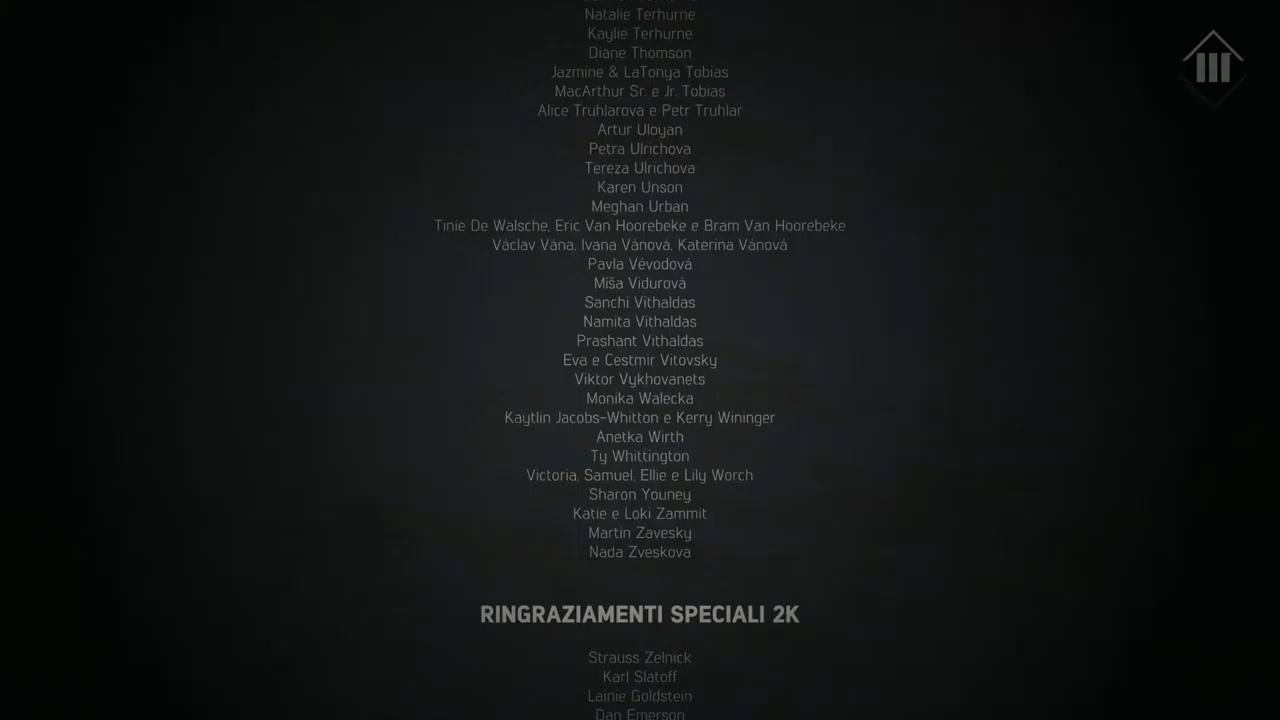 Natalie Terhurne
Kaylie Terhurne
Diane Thomson
Jazmine & LaTonya Tobias
MacArthur Sr. e Jr. Tobias
Alice Truhlarova e Petr Truhlar
Artur Uloyan
Petra Ulrichova
Tereza Ulrichova
Karen Unson
Meghan Urban
Tinie De Walsche, Eric Van Hoorebeke e Bram Van Hoorebeke
Václav Vána, Ivana Vánová, Katerina Vánová
Pavla Vévodová
Míša Vidurová
Sanchi Vithaldas
Namita Vithaldas
Prashant Vithaldas
Eva e Cestmir Vitovsky
Viktor Vykhovanets
Monika Walecka
Kaytlin Jacobs-Whitton e Kerry Wininger
Anetka Wirth
Ty Whittington
Victoria, Samuel, Ellie e Lily Worch
Sharon Youney
Katie e Loki Zammit
Martin Zavesky
Nada Zveskova
RINGRAZIAMENTI SPECIALI 2K
Strauss Zelnick
Karl Slatoff
Lainie Goldstein
Dan Emerson